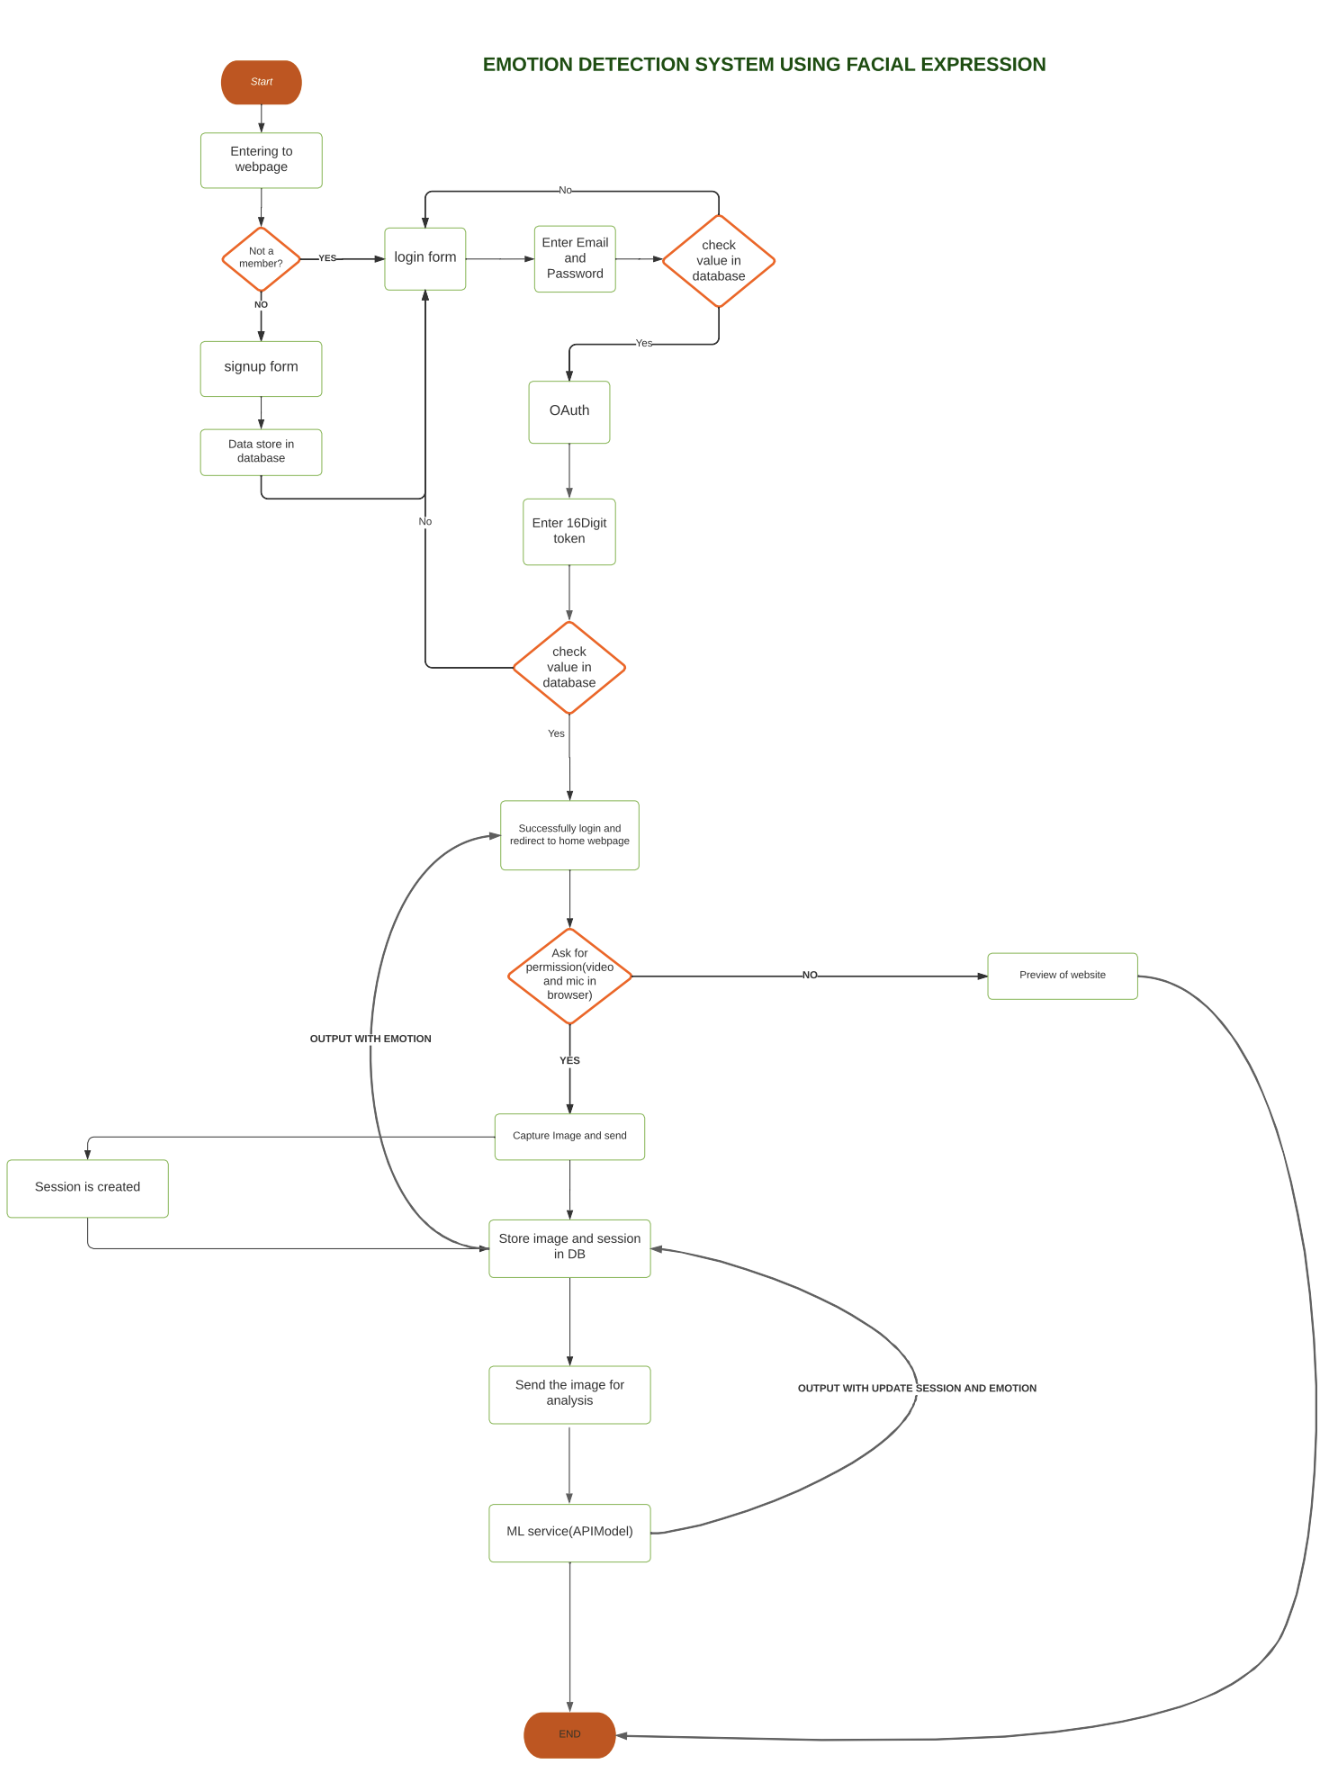 EMOTION DETECTION SYSTEM USING FACIAL EXPRESSION
Start
Entering to
webpage
Not a
member?
YES
NO
login form
Enter Email
and
Password
check
value in
database
No
Yes
signup form
Data store in
database
OAuth
Enter 16Digit
token
No
check
value in
database
Yes
Successfully login and
redirect to home webpage
Ask for
permission(video
and mic in
browser)
NO
Preview of website
YES
OUTPUT WITH EMOTION
Capture Image and send
Session is created
Store image and session
in DB
Send the image for
analysis
OUTPUT WITH UPDATE SESSION AND EMOTION
ML service(APIModel)
END